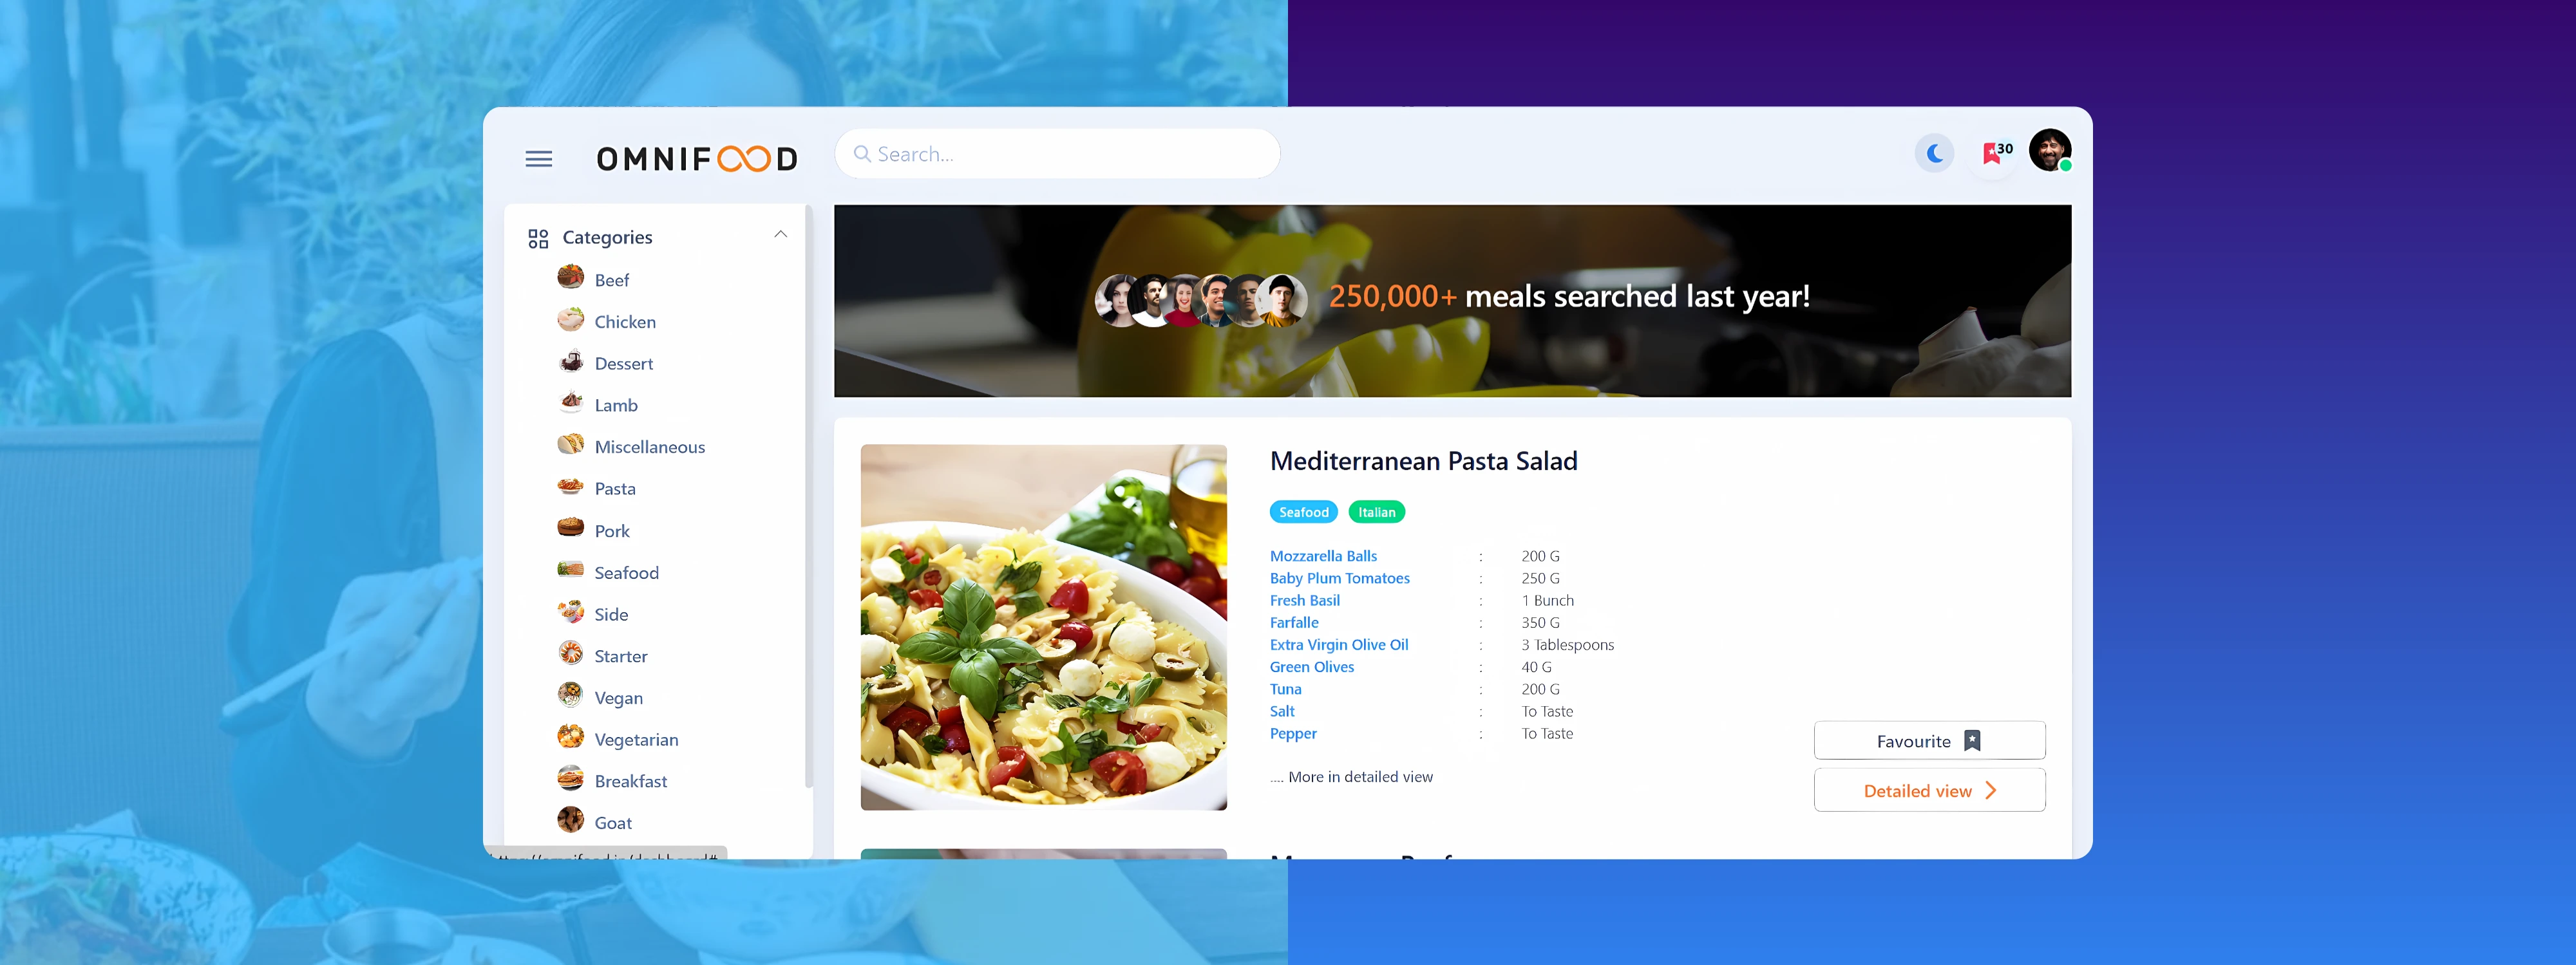 OMNIFOOD
Search...
30
Categories
Beef
Chicken
Dessert
Lamb
Miscellaneous
Pasta
Pork
Seafood
Side
Starter
Vegan
Vegetarian
Breakfast
Goat
250,000+ meals searched last year!
Mediterranean Pasta Salad
Seafood Italian
Mozzarella Balls : 200 G
Baby Plum Tomatoes : 250 G
Fresh Basil : 1 Bunch
Farfalle : 350 G
Extra Virgin Olive Oil : 3 Tablespoons
Green Olives : 40 G
Tuna : 200 G
Salt : To Taste
Pepper : To Taste
.... More in detailed view
Favourite
Detailed view